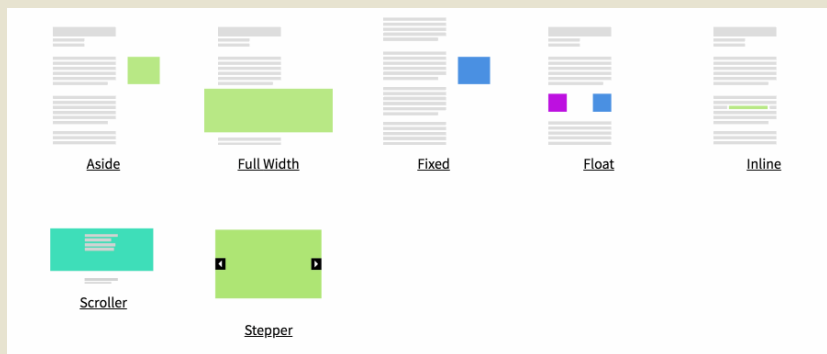 Aside
Full Width
Fixed
Float
Inline
Scroller
Stepper